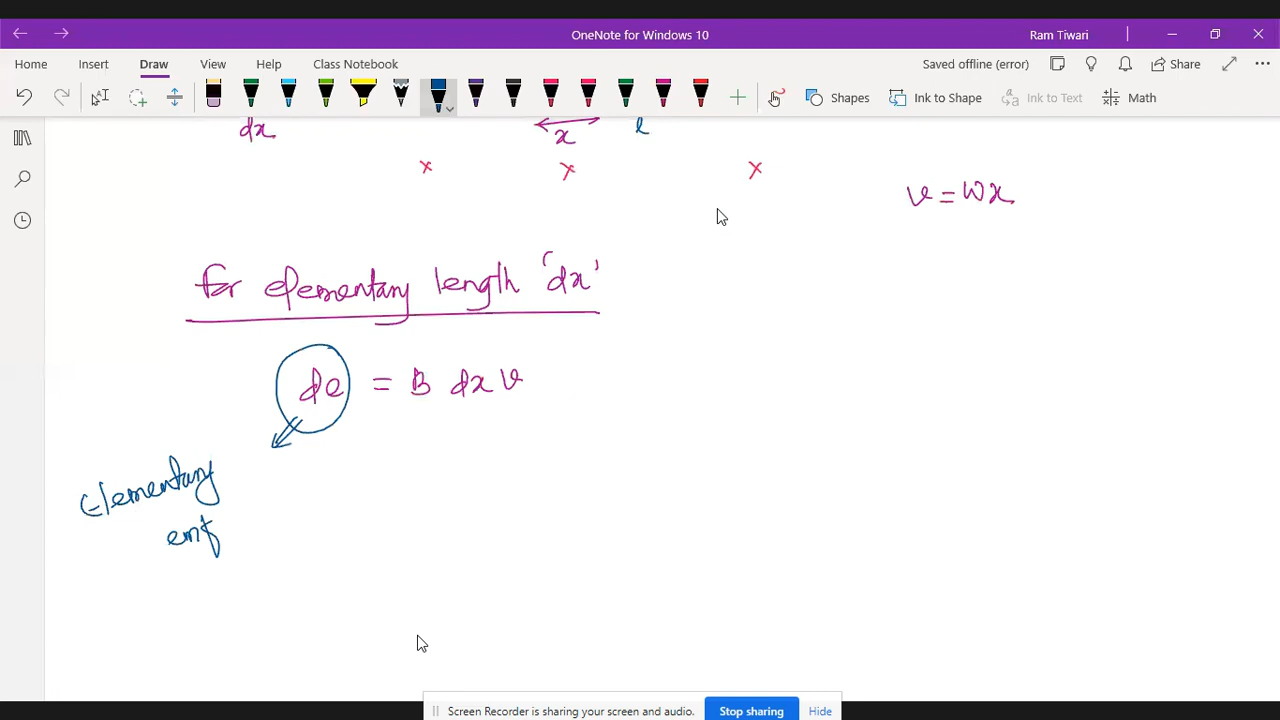 OneNote for Windows 10
Ram Tiwari
Home Insert Draw View Help Class Notebook
Saved offline (error)
Share
Shapes
Ink to Shape
Ink to Text
Math
dx
x
l
x x x
v = Wx
for elementary length 'dx'
de = B dx v
Elementary
emf
Screen Recorder is sharing your screen and audio.
Stop sharing
Hide